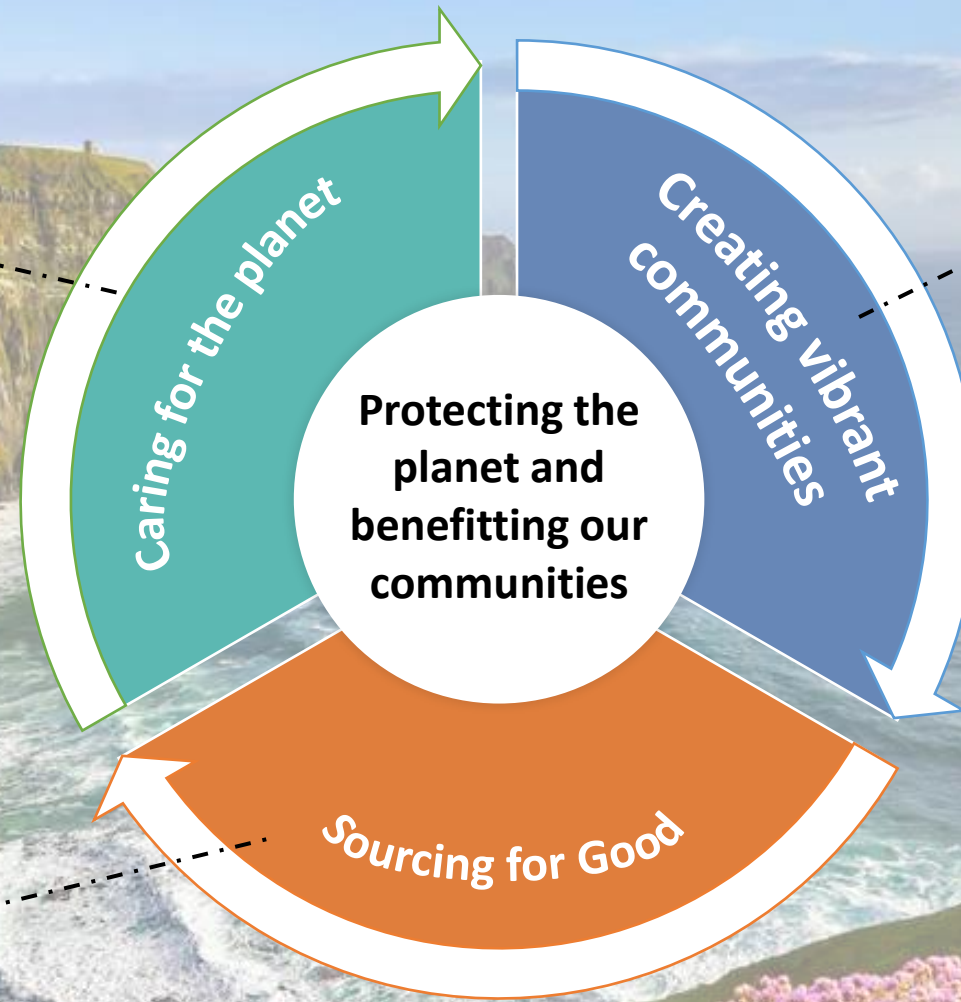 Caring for the planet
Creating vibrant
communities
Protecting the
planet and
benefitting our
communities
Sourcing for Good